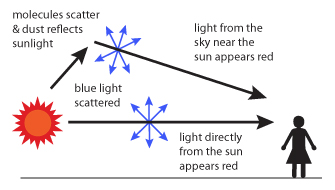 molecules scatter
& dust reflects
sunlight
light from the
sky near the
sun appears red
blue light
scattered
light directly
from the sun
appears red